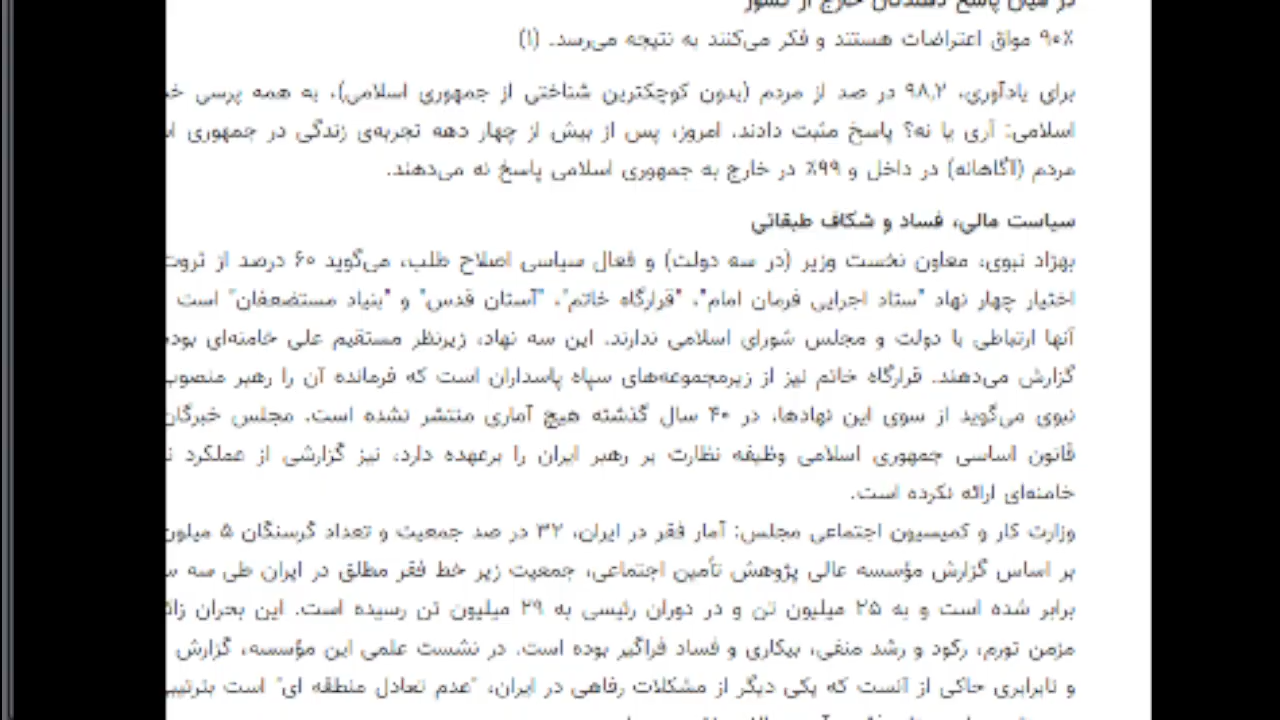 در میان پاسخ دهندگان خارج از کشور
۹۰٪ موافق اعتراضات هستند و فکر می‌کنند به نتیجه می‌رسد. (۱)
برای یادآوری، ۹۸,۲ در صد از مردم (بدون کوچکترین شناختی از جمهوری اسلامی)، به همه پرسی
اسلامی: آری یا نه؟ پاسخ مثبت دادند. امروز، پس از بیش از چهار دهه تجربه‌ی زندگی در جمهوری
مردم (آگاهانه) در داخل و ۹۹٪ در خارج به جمهوری اسلامی پاسخ نه می‌دهند.
سیاست مالی، فساد و شکاف طبقاتی
بهزاد نبوی، معاون نخست وزیر (در سه دولت) و فعال سیاسی اصلاح طلب، می‌گوید ۶۰ درصد از ثروت
اختیار چهار نهاد "ستاد اجرایی فرمان امام"، "قرارگاه خاتم"، "آستان قدس" و "بنیاد مستضعفان" است
آنها ارتباطی با دولت و مجلس شورای اسلامی ندارند. این سه نهاد، زیرنظر مستقیم علی خامنه‌ای بوده
گزارش می‌دهند. قرارگاه خاتم نیز از زیرمجموعه‌های سپاه پاسداران است که فرمانده آن را رهبر منصوب
نبوی می‌گوید از سوی این نهادها، در ۴۰ سال گذشته هیچ آماری منتشر نشده است. مجلس خبرگان
قانون اساسی جمهوری اسلامی وظیفه نظارت بر رهبر ایران را برعهده دارد، نیز گزارشی از عملکرد
خامنه‌ای ارائه نکرده است.
وزارت کار و کمیسیون اجتماعی مجلس: آمار فقر در ایران، ۳۲ در صد جمعیت و تعداد گرسنگان ۵ میلون
بر اساس گزارش مؤسسه عالی پژوهش تأمین اجتماعی، جمعیت زیر خط فقر مطلق در ایران طی سه
برابر شده است و به ۲۵ میلیون تن و در دوران رئیسی به ۲۹ میلیون تن رسیده است. این بحران
مزمن تورم، رکود و رشد منفی، بیکاری و فساد فراگیر بوده است. در نشست علمی این مؤسسه، گزارش
و نابرابری حاکی از آنست که یکی دیگر از مشکلات رفاهی در ایران، "عدم تعادل منطقه ای" است